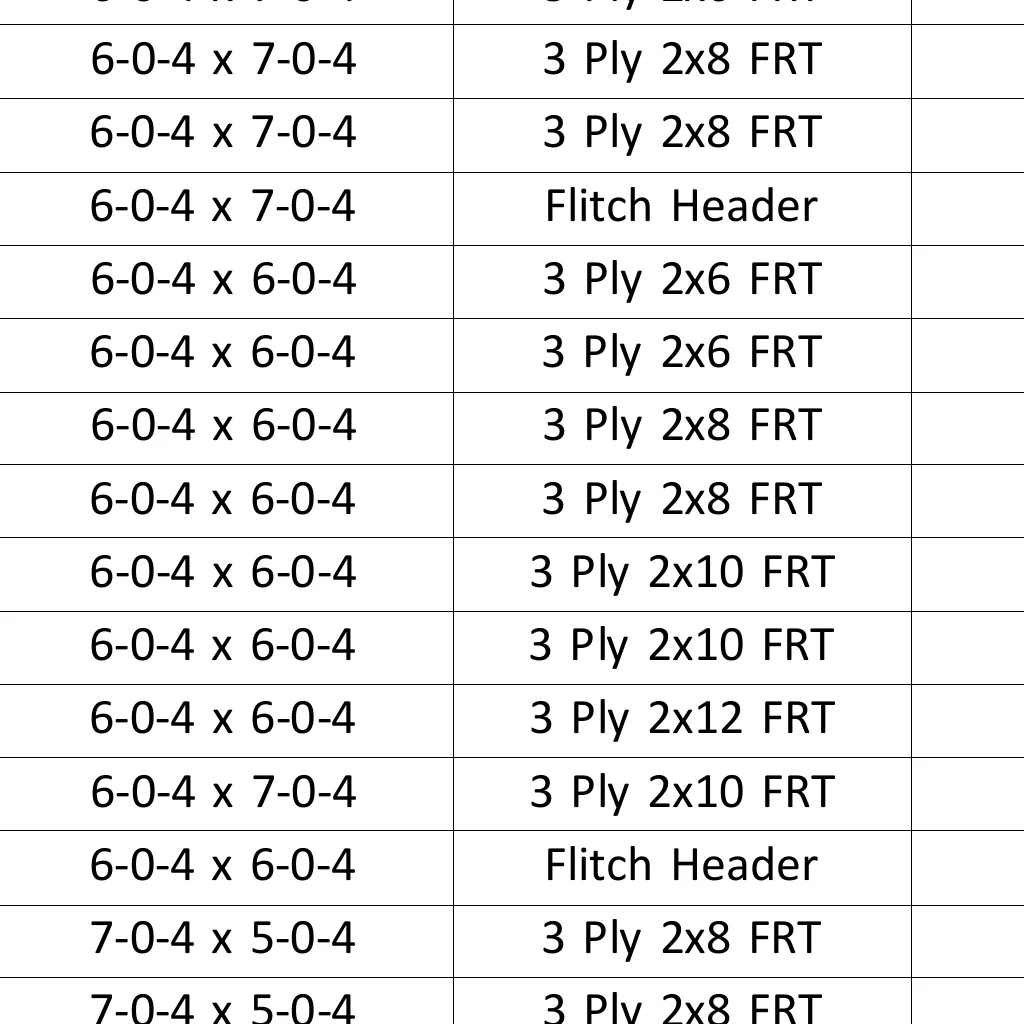 6-0-4 x 7-0-4 3 Ply 2x8 FRT
6-0-4 x 7-0-4 3 Ply 2x8 FRT
6-0-4 x 7-0-4 Flitch Header
6-0-4 x 6-0-4 3 Ply 2x6 FRT
6-0-4 x 6-0-4 3 Ply 2x6 FRT
6-0-4 x 6-0-4 3 Ply 2x8 FRT
6-0-4 x 6-0-4 3 Ply 2x8 FRT
6-0-4 x 6-0-4 3 Ply 2x10 FRT
6-0-4 x 6-0-4 3 Ply 2x10 FRT
6-0-4 x 6-0-4 3 Ply 2x12 FRT
6-0-4 x 7-0-4 3 Ply 2x10 FRT
6-0-4 x 6-0-4 Flitch Header
7-0-4 x 5-0-4 3 Ply 2x8 FRT
7-0-4 x 5-0-4 3 Ply 2x8 FRT